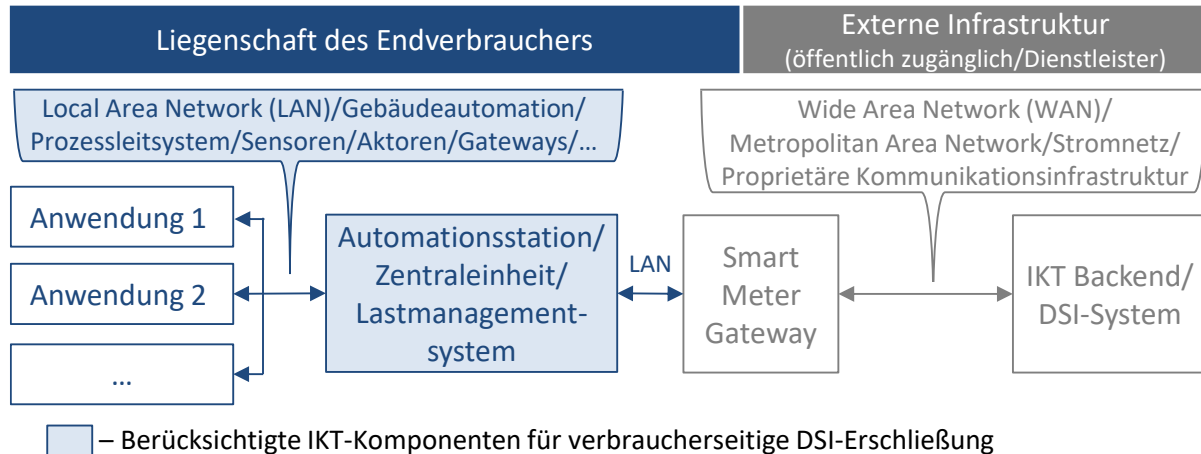 Liegenschaft des Endverbrauchers
Externe Infrastruktur
(öffentlich zugänglich/Dienstleister)
Local Area Network (LAN)/Gebäudeautomation/
Prozessleitsystem/Sensoren/Aktoren/Gateways/…
Wide Area Network (WAN)/
Metropolitan Area Network/Stromnetz/
Proprietäre Kommunikationsinfrastruktur
Anwendung 1
Anwendung 2
…
Automationsstation/
Zentraleinheit/
Lastmanagement-
system
LAN
Smart
Meter
Gateway
IKT Backend/
DSI-System
– Berücksichtigte IKT-Komponenten für verbraucherseitige DSI-Erschließung